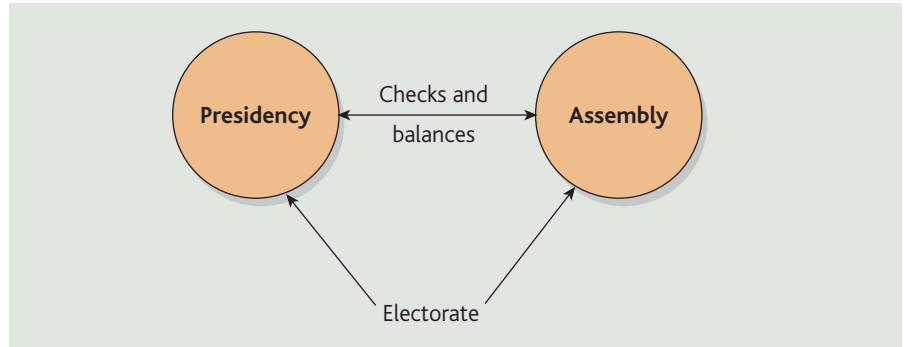 Presidency
Checks and
balances
Assembly
Electorate